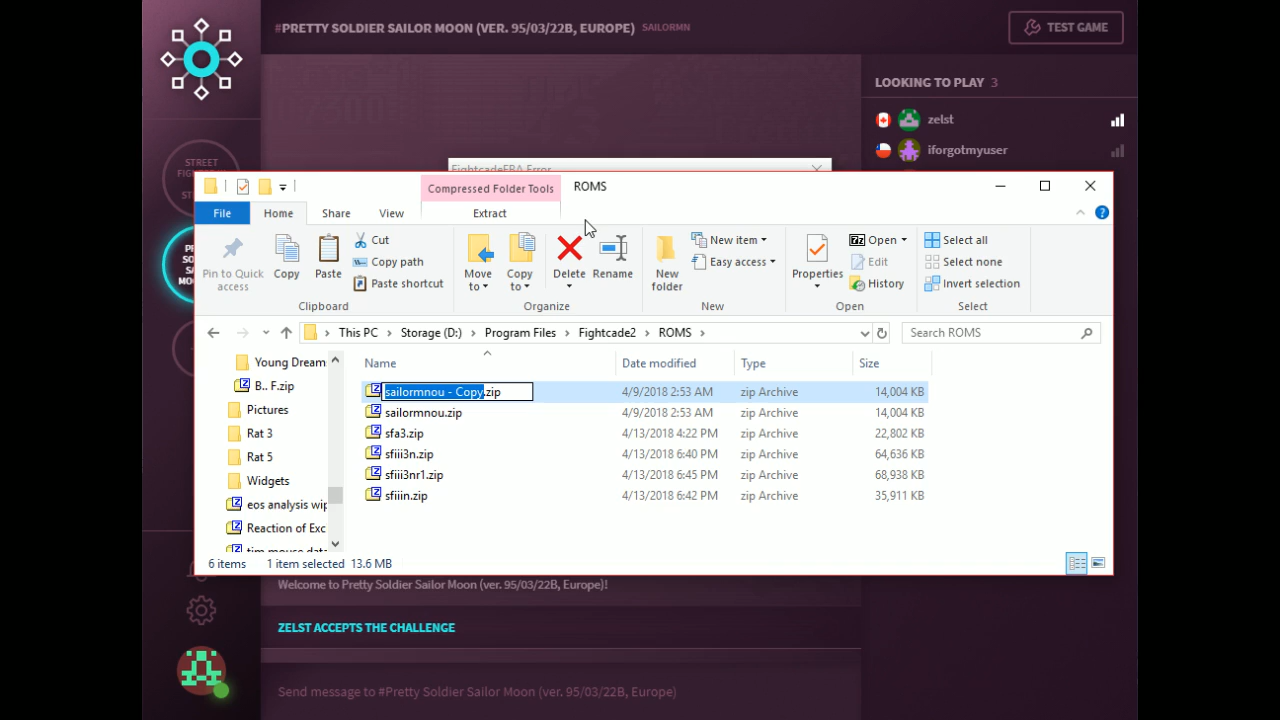 #PRETTY SOLDIER SAILOR MOON (VER. 95/03/22B, EUROPE) SAILORMN
TEST GAME
LOOKING TO PLAY 3
zelst
iforgotmyuser
STREET
FightcadeFBA Error
Compressed Folder Tools
ROMS
File
Home
Share
View
Extract
Pin to Quick access
Copy
Paste
Cut
Copy path
Paste shortcut
Clipboard
Move to
Copy to
Delete
Rename
Organize
New folder
New item
Easy access
New
Properties
Open
Edit
History
Open
Select all
Select none
Invert selection
Select
This PC > Storage (D:) > Program Files > Fightcade2 > ROMS >
Search ROMS
Young Dream
B.. F.zip
Pictures
Rat 3
Rat 5
Widgets
eos analysis wip
Reaction of Exc
tim mouse data
Name Date modified Type Size
sailormnou - Copy.zip 4/9/2018 2:53 AM zip Archive 14,004 KB
sailormnou.zip 4/9/2018 2:53 AM zip Archive 14,004 KB
sfa3.zip 4/13/2018 4:22 PM zip Archive 22,802 KB
sfiii3n.zip 4/13/2018 6:40 PM zip Archive 64,636 KB
sfiii3nr1.zip 4/13/2018 6:45 PM zip Archive 68,938 KB
sfiiin.zip 4/13/2018 6:42 PM zip Archive 35,911 KB
6 items 1 item selected 13.6 MB
Welcome to Pretty Soldier Sailor Moon (ver. 95/03/22B, Europe)!
ZELST ACCEPTS THE CHALLENGE
Send message to #Pretty Soldier Sailor Moon (ver. 95/03/22B, Europe)